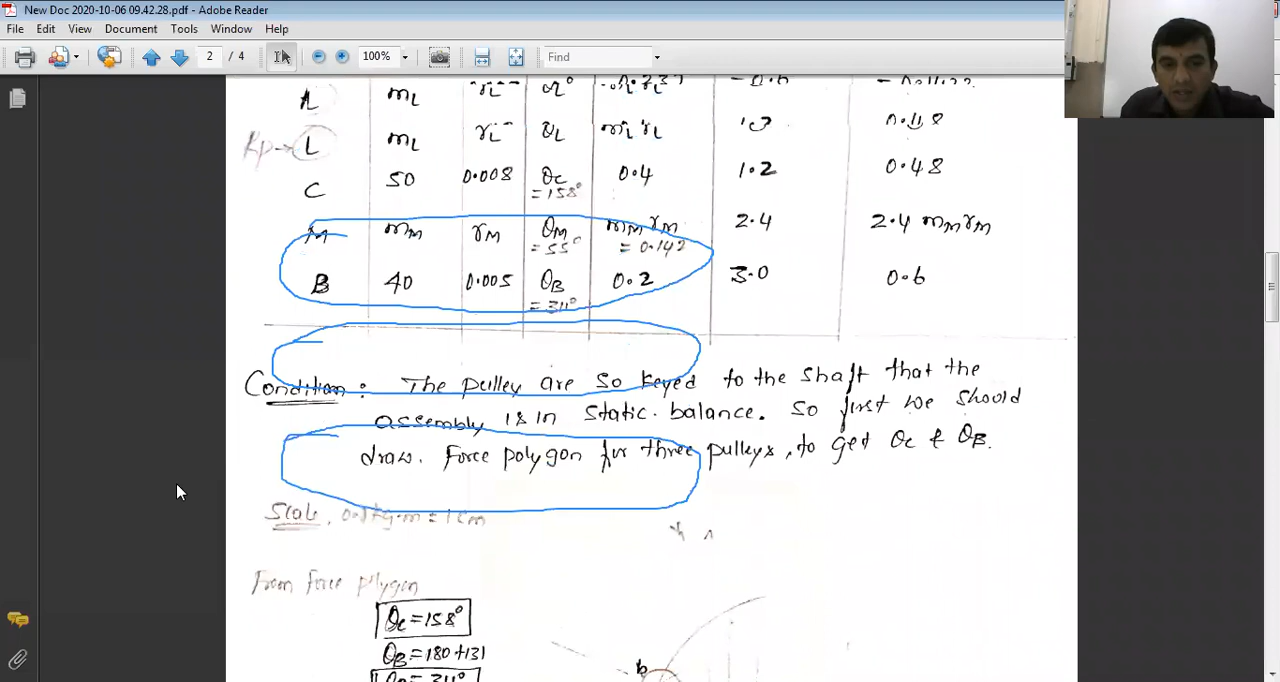 New Doc 2020-10-06 09.42.28.pdf - Adobe Reader
File Edit View Document Tools Window Help
2 / 4 100% Find
A mL
RP→ L mL rL θL mL rL 0.118
C 50 0.008 θc 0.4 1.2 0.48
=158°
M mM rM θM mM rM 2.4 2.4 mM rM
=55° = 0.142
B 40 0.005 θB 0.2 3.0 0.6
=311°
Condition: The pulley are so keyed to the shaft that the
assembly is in static balance. So first we should
draw. Force polygon for three pulleys, to get θc & θB.
Scale,
From Force polygon
θc = 158°
θB = 180 + 131